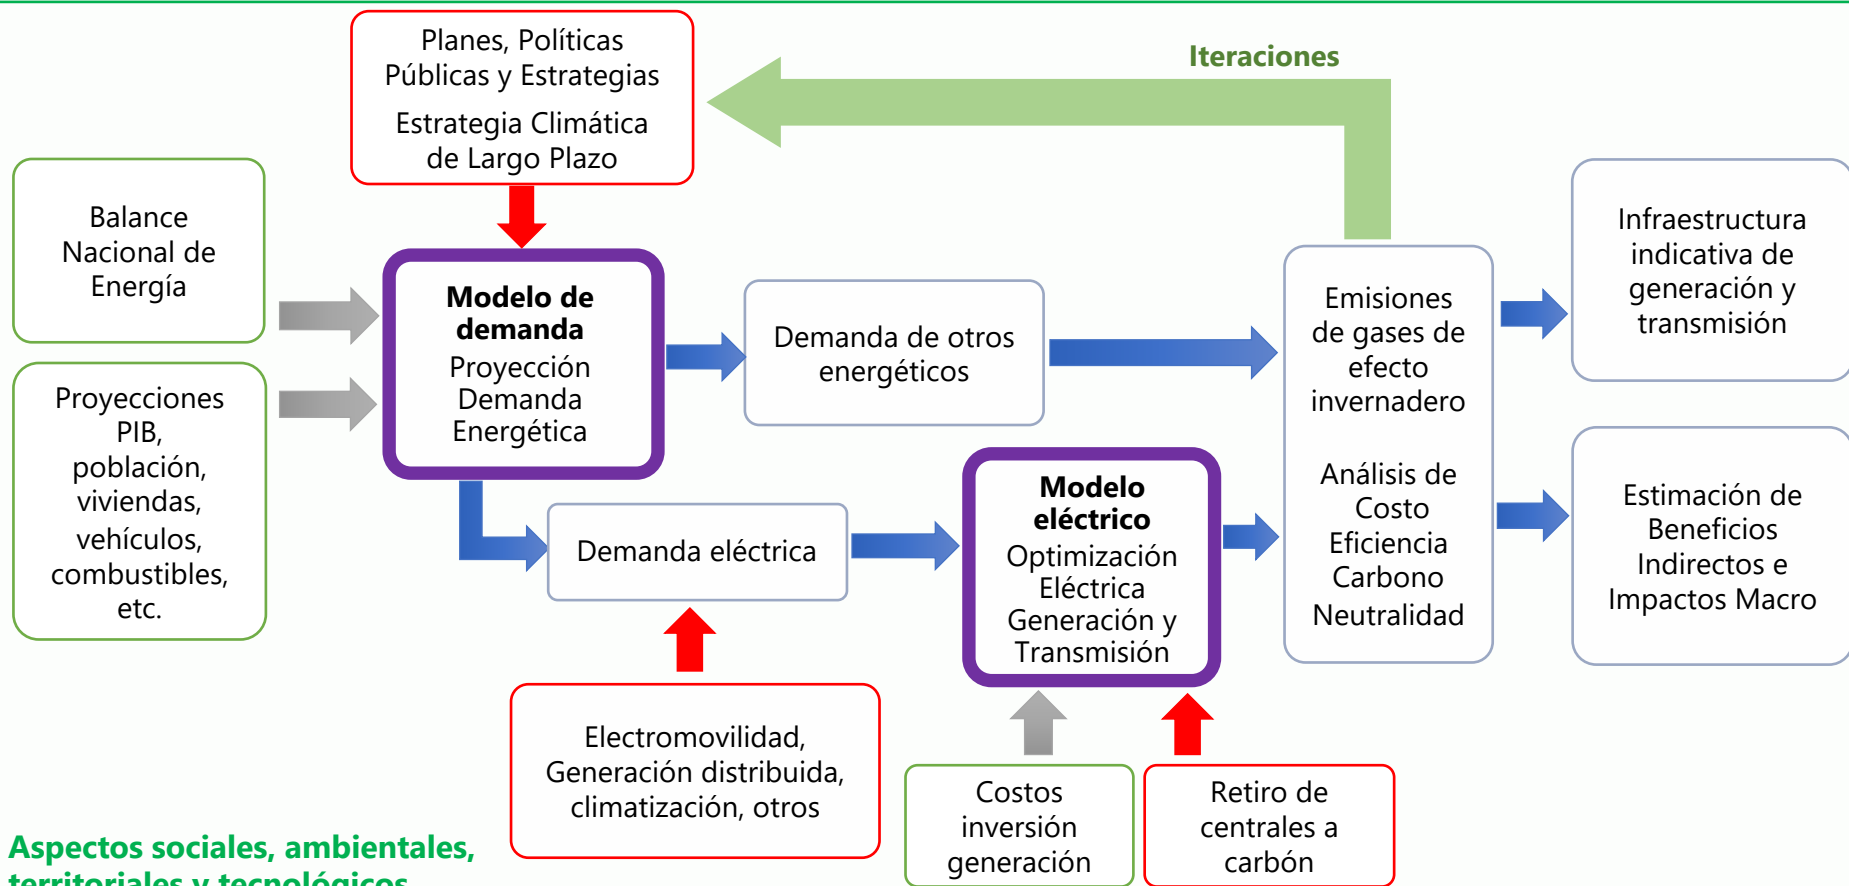 Planes, Políticas
Públicas y Estrategias
Estrategia Climática
de Largo Plazo
Iteraciones
Balance
Nacional de
Energía
Proyecciones
PIB,
población,
viviendas,
vehículos,
combustibles,
etc.
Modelo de
demanda
Proyección
Demanda
Energética
Demanda de otros
energéticos
Demanda eléctrica
Electromovilidad,
Generación distribuida,
climatización, otros
Modelo
eléctrico
Optimización
Eléctrica
Generación y
Transmisión
Costos
inversión
generación
Retiro de
centrales a
carbón
Emisiones
de gases de
efecto
invernadero
Análisis de
Costo
Eficiencia
Carbono
Neutralidad
Infraestructura
indicativa de
generación y
transmisión
Estimación de
Beneficios
Indirectos e
Impactos Macro
Aspectos sociales, ambientales,
territoriales y tecnológicos